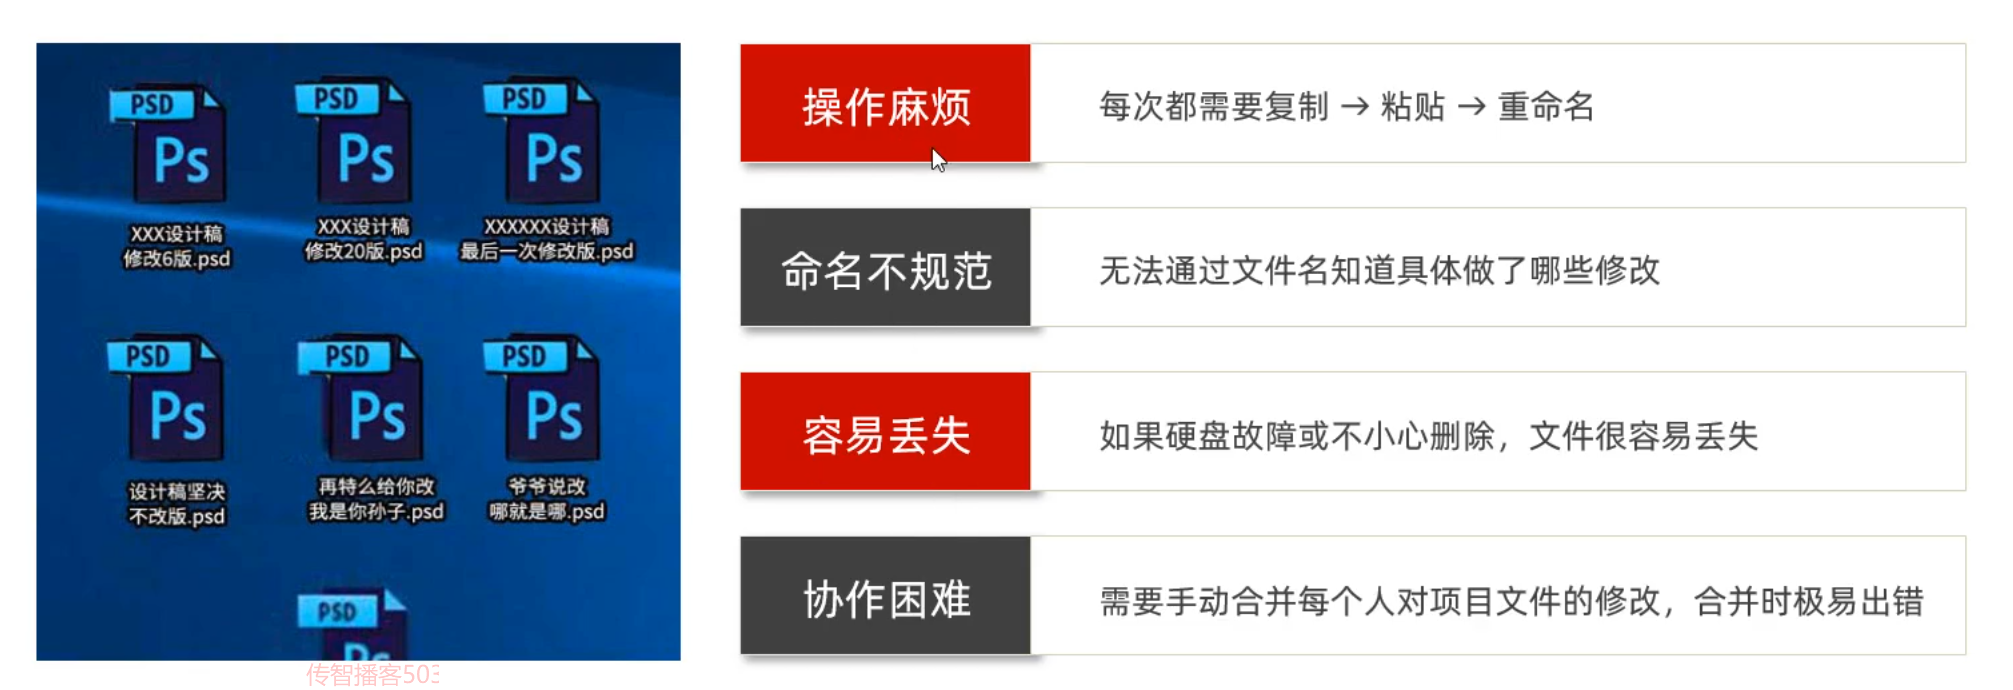 PSD
Ps
XXX设计稿
修改6版.psd
PSD
Ps
XXX设计稿
修改20版.psd
PSD
Ps
XXXXXX设计稿
最后一次修改版.psd
PSD
Ps
设计稿坚决
不改版.psd
PSD
Ps
再特么给你改
我是你孙子.psd
PSD
Ps
爷爷说改
哪就是哪.psd
PSD
Ps
传智播客503
操作麻烦
每次都需要复制 → 粘贴 → 重命名
命名不规范
无法通过文件名知道具体做了哪些修改
容易丢失
如果硬盘故障或不小心删除，文件很容易丢失
协作困难
需要手动合并每个人对项目文件的修改，合并时极易出错